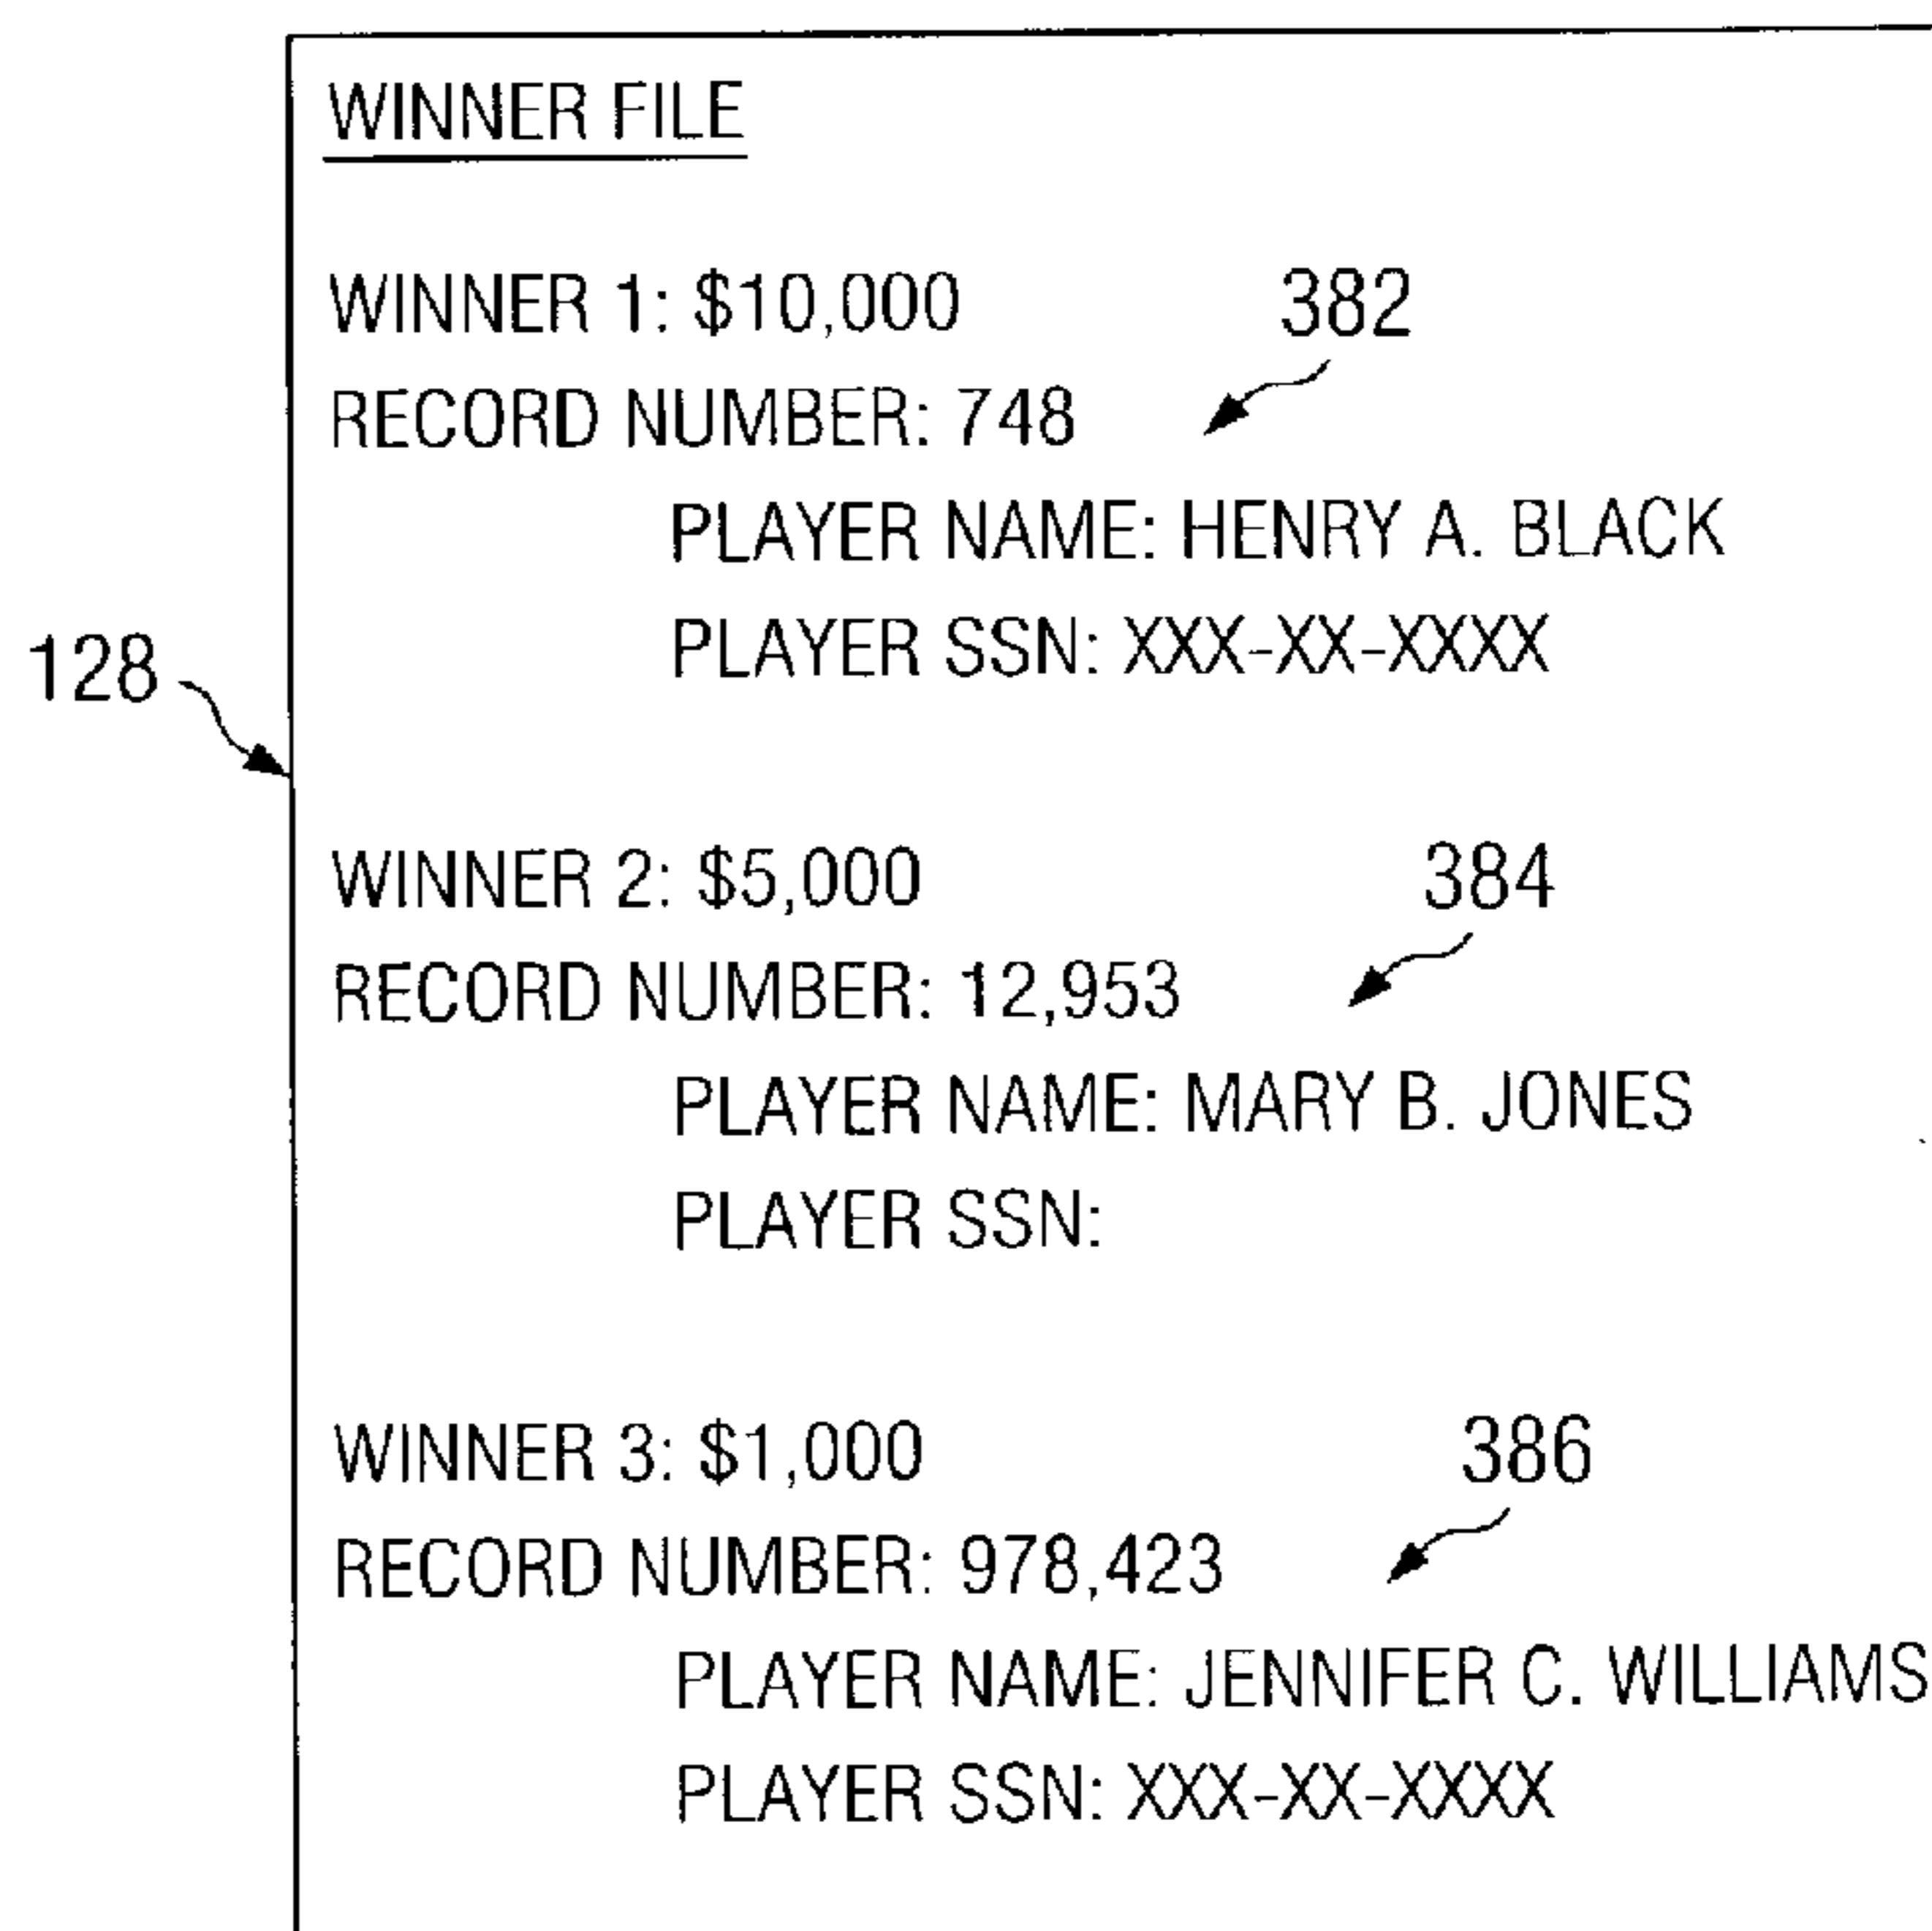 WINNER FILE
WINNER 1: $10,000
382
RECORD NUMBER: 748
PLAYER NAME: HENRY A. BLACK
PLAYER SSN: XXX-XX-XXXX
128
WINNER 2: $5,000
384
RECORD NUMBER: 12,953
PLAYER NAME: MARY B. JONES
PLAYER SSN:
WINNER 3: $1,000
386
RECORD NUMBER: 978,423
PLAYER NAME: JENNIFER C. WILLIAMS
PLAYER SSN: XXX-XX-XXXX